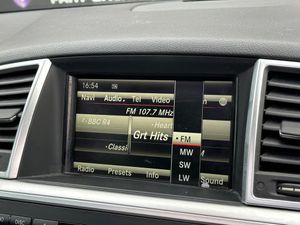 16:54
Navi Audio Tel Video
FM 107.7 MHz
BBC R4
Heart
Grt Hits
Classi
FM
MW
SW
LW
Radio Presets Info Sound